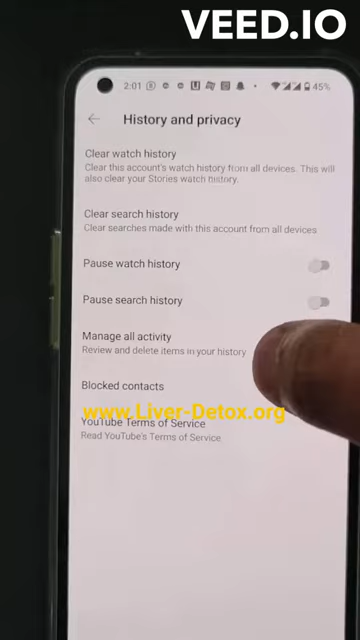 VEED.IO
2:01
45%
History and privacy
Clear watch history
Clear this account's watch history from all devices. This will
also clear your Stories watch history.
Clear search history
Clear searches made with this account from all devices
Pause watch history
Pause search history
Manage all activity
Review and delete items in your history
Blocked contacts
www.Liver-Detox.org
YouTube Terms of Service
Read YouTube's Terms of Service